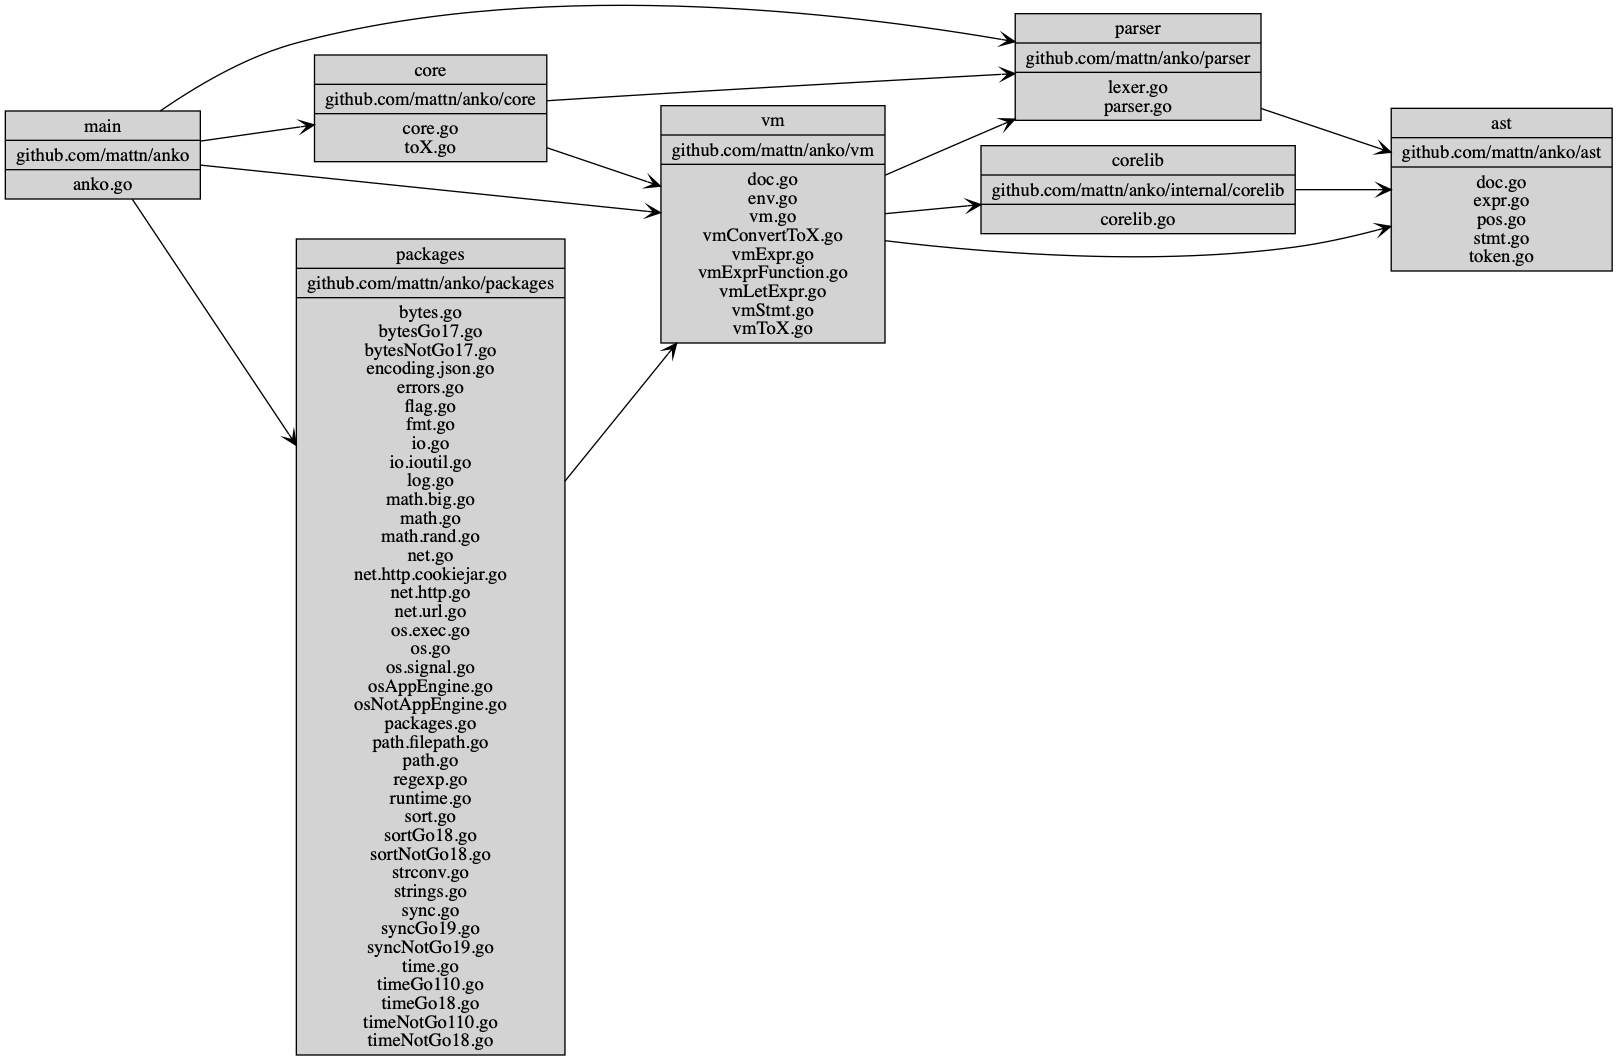 main
github.com/mattn/anko
anko.go
core
github.com/mattn/anko/core
core.go
toX.go
packages
github.com/mattn/anko/packages
bytes.go
bytesGo17.go
bytesNotGo17.go
encoding.json.go
errors.go
flag.go
fmt.go
io.go
io.ioutil.go
log.go
math.big.go
math.go
math.rand.go
net.go
net.http.cookiejar.go
net.http.go
net.url.go
os.exec.go
os.go
os.signal.go
osAppEngine.go
osNotAppEngine.go
packages.go
path.filepath.go
path.go
regexp.go
runtime.go
sort.go
sortGo18.go
sortNotGo18.go
strconv.go
strings.go
sync.go
syncGo19.go
syncNotGo19.go
time.go
timeGo110.go
timeGo18.go
timeNotGo110.go
timeNotGo18.go
vm
github.com/mattn/anko/vm
doc.go
env.go
vm.go
vmConvertToX.go
vmExpr.go
vmExprFunction.go
vmLetExpr.go
vmStmt.go
vmToX.go
parser
github.com/mattn/anko/parser
lexer.go
parser.go
corelib
github.com/mattn/anko/internal/corelib
corelib.go
ast
github.com/mattn/anko/ast
doc.go
expr.go
pos.go
stmt.go
token.go